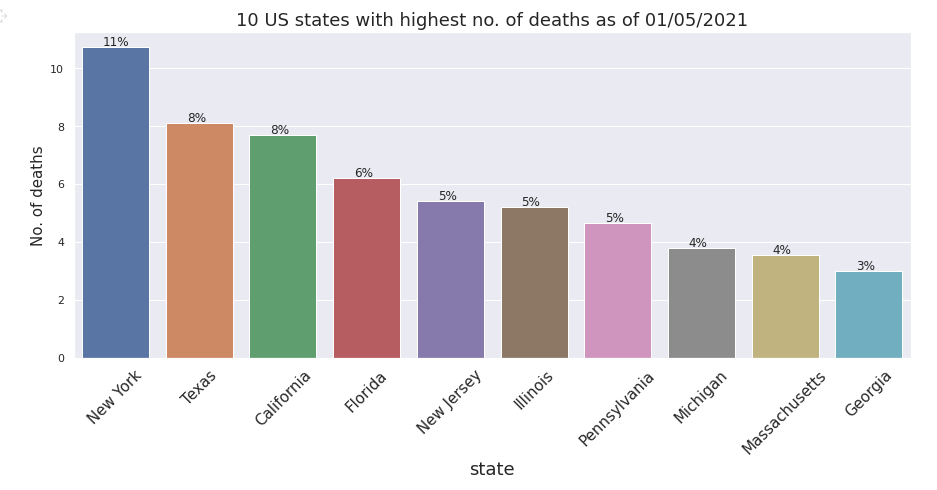 10 US states with highest no. of deaths as of 01/05/2021
No. of deaths
10
8
6
4
2
0
11%
8%
8%
6%
5%
5%
5%
4%
4%
3%
New York
Texas
California
Florida
New Jersey
Illinois
Pennsylvania
Michigan
Massachusetts
Georgia
state